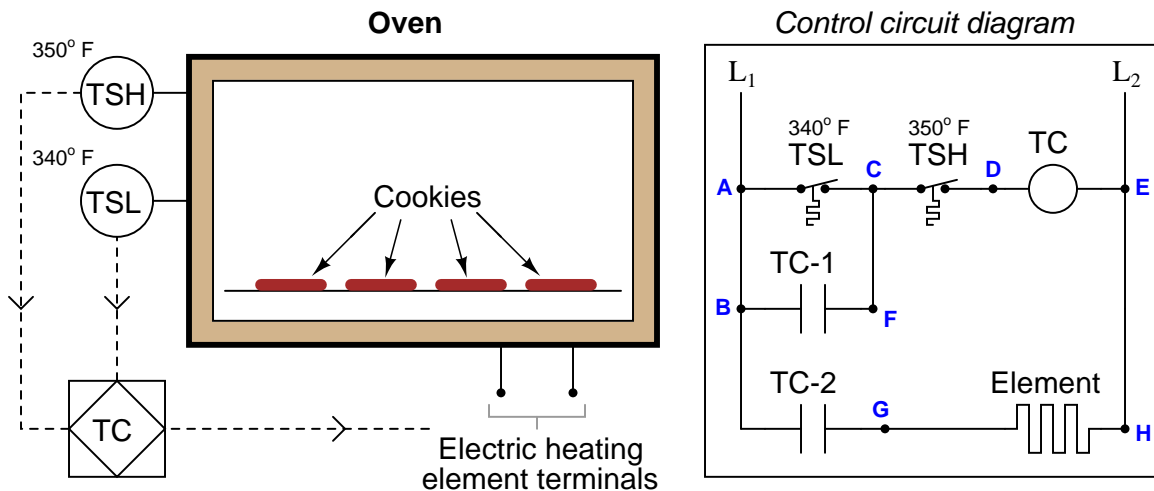 Oven
350° F
TSH
340° F
TSL
Cookies
TC
Electric heating
element terminals
Control circuit diagram
L1
L2
340° F
TSL
350° F
TSH
TC
A
C
D
E
TC-1
B
F
TC-2
G
Element
H